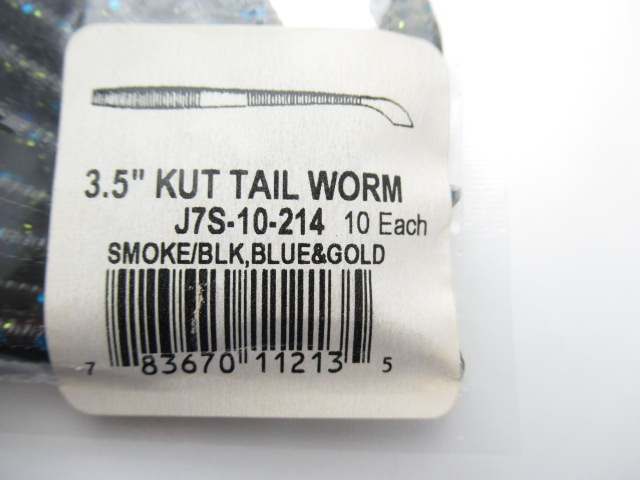 3.5" KUT TAIL WORM
J7S-10-214 10 Each
SMOKE/BLK,BLUE&GOLD
7 83670 11213 5